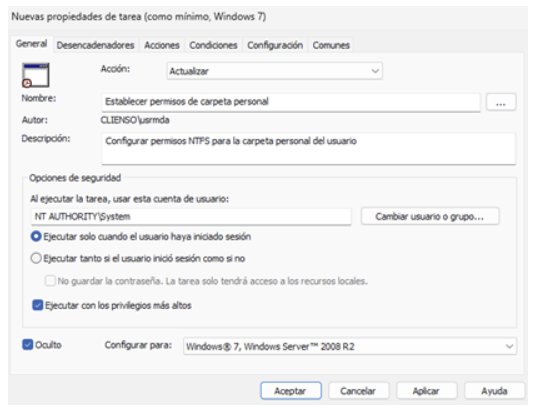 Nuevas propiedades de tarea (como mínimo, Windows 7)
General Desencadenadores Acciones Condiciones Configuración Comunes
Acción: Actualizar
Nombre: Establecer permisos de carpeta personal ...
Autor: CLIENSO\usrmda
Descripción: Configurar permisos NTFS para la carpeta personal del usuario
Opciones de seguridad
Al ejecutar la tarea, usar esta cuenta de usuario:
NT AUTHORITY\System Cambiar usuario o grupo...
Ejecutar solo cuando el usuario haya iniciado sesión
Ejecutar tanto si el usuario inició sesión como si no
No guardar la contraseña. La tarea solo tendrá acceso a los recursos locales.
Ejecutar con los privilegios más altos
Oculto Configurar para: Windows® 7, Windows Server™ 2008 R2
Aceptar Cancelar Aplicar Ayuda